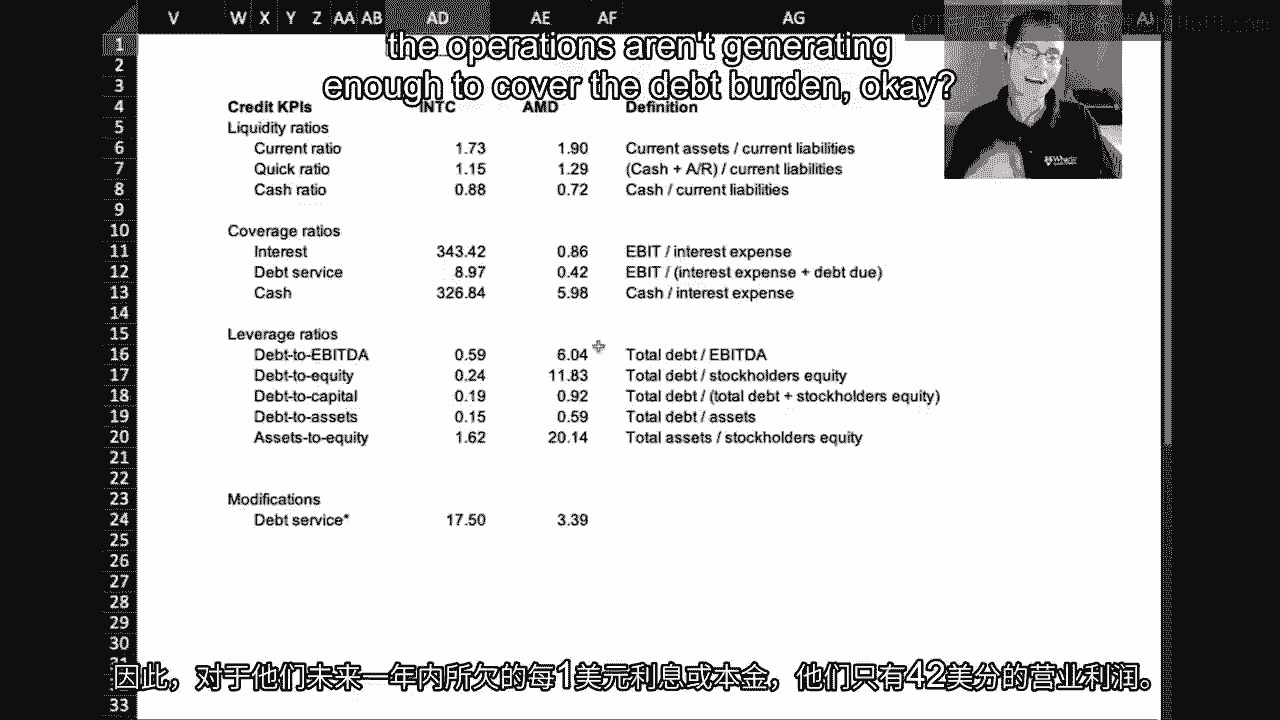 V W X Y Z AA AB AD AE AF AG AJ
the operations aren't generating
enough to cover the debt burden, okay?
1
2
3
4 Credit KPIs INTC AMD Definition
5 Liquidity ratios
6 Current ratio 1.73 1.90 Current assets / current liabilities
7 Quick ratio 1.15 1.29 (Cash + A/R) / current liabilities
8 Cash ratio 0.88 0.72 Cash / current liabilities
9
10 Coverage ratios
11 Interest 343.42 0.86 EBIT / interest expense
12 Debt service 8.97 0.42 EBIT / (interest expense + debt due)
13 Cash 326.84 5.98 Cash / interest expense
14
15 Leverage ratios
16 Debt-to-EBITDA 0.59 6.04 Total debt / EBITDA
17 Debt-to-equity 0.24 11.83 Total debt / stockholders equity
18 Debt-to-capital 0.19 0.92 Total debt / (total debt + stockholders equity)
19 Debt-to-assets 0.15 0.59 Total debt / assets
20 Assets-to-equity 1.62 20.14 Total assets / stockholders equity
21
22
23 Modifications
24 Debt service* 17.50 3.39
25
26
27
28
29
30
因此，对于他们未来一年内所欠的每1美元利息或本金，他们只有42美分的营业利润。
33